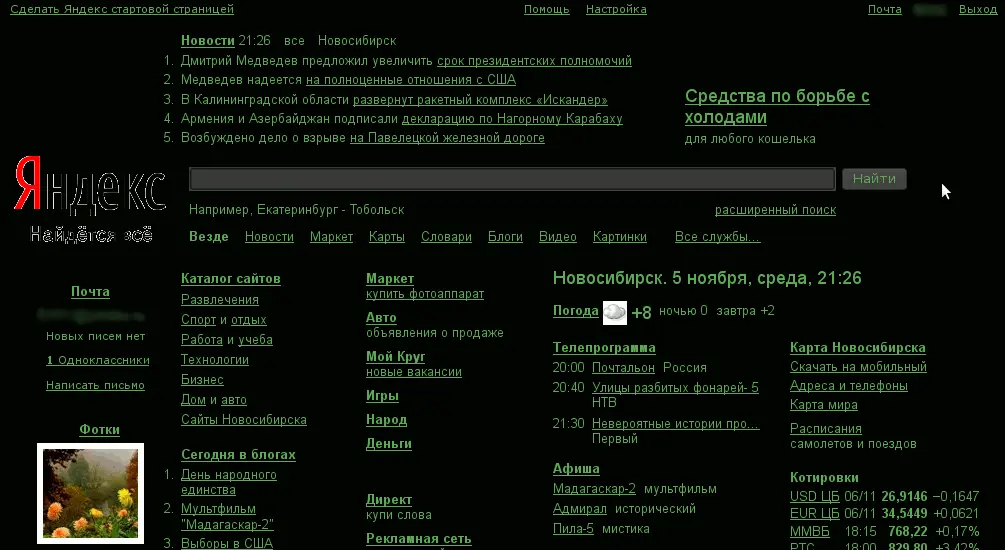 Сделать Яндекс стартовой страницей
Помощь Настройка
Почта Выход
Новости 21:26 все Новосибирск
1. Дмитрий Медведев предложил увеличить срок президентских полномочий
2. Медведев надеется на полноценные отношения с США
3. В Калининградской области развернут ракетный комплекс «Искандер»
4. Армения и Азербайджан подписали декларацию по Нагорному Карабаху
5. Возбуждено дело о взрыве на Павелецкой железной дороге
Средства по борьбе с
холодами
для любого кошелька
Яндекс
Найдётся всё
Найти
Например, Екатеринбург - Тобольск
расширенный поиск
Везде Новости Маркет Карты Словари Блоги Видео Картинки Все службы...
Почта
Новых писем нет
1 Одноклассники
Написать письмо
Фотки
Каталог сайтов
Развлечения
Спорт и отдых
Работа и учеба
Технологии
Бизнес
Дом и авто
Сайты Новосибирска
Сегодня в блогах
1. День народного
единства
2. Мультфильм
"Мадагаскар-2"
3. Выборы в США
Маркет
купить фотоаппарат
Авто
объявления о продаже
Мой Круг
новые вакансии
Игры
Народ
Деньги
Директ
купи слова
Рекламная сеть
Новосибирск. 5 ноября, среда, 21:26
Погода +8 ночью 0 завтра +2
Телепрограмма
20:00 Почтальон Россия
20:40 Улицы разбитых фонарей- 5
НТВ
21:30 Невероятные истории про...
Первый
Афиша
Мадагаскар-2 мультфильм
Адмирал исторический
Пила-5 мистика
Карта Новосибирска
Скачать на мобильный
Адреса и телефоны
Карта мира
Расписания
самолетов и поездов
Котировки
USD ЦБ 06/11 26,9146 −0,1647
EUR ЦБ 06/11 34,5449 +0,0621
ММВБ 18:15 768,22 +0,17%
РТС 18:00 829,80 +3,42%